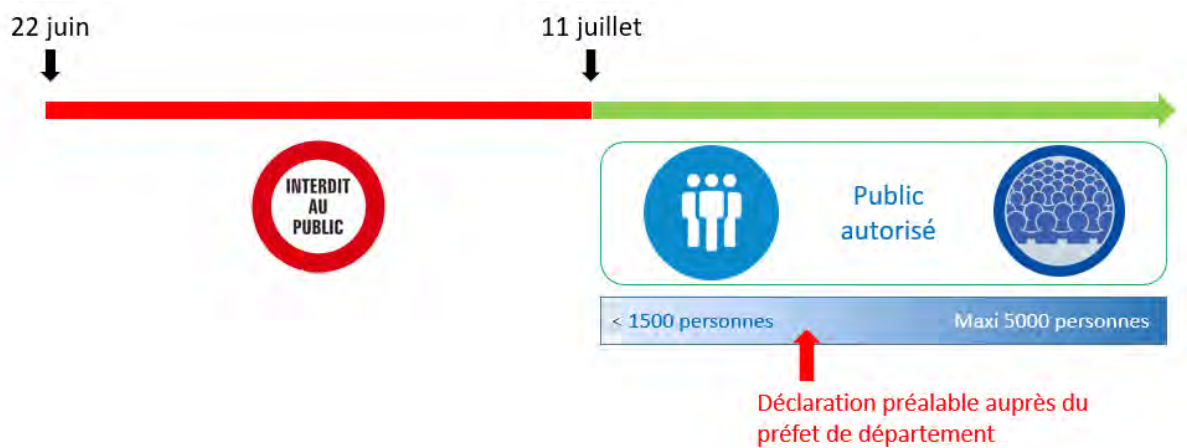 22 juin
11 juillet
INTERDIT
AU
PUBLIC
Public
autorisé
< 1500 personnes
Maxi 5000 personnes
Déclaration préalable auprès du
préfet de département